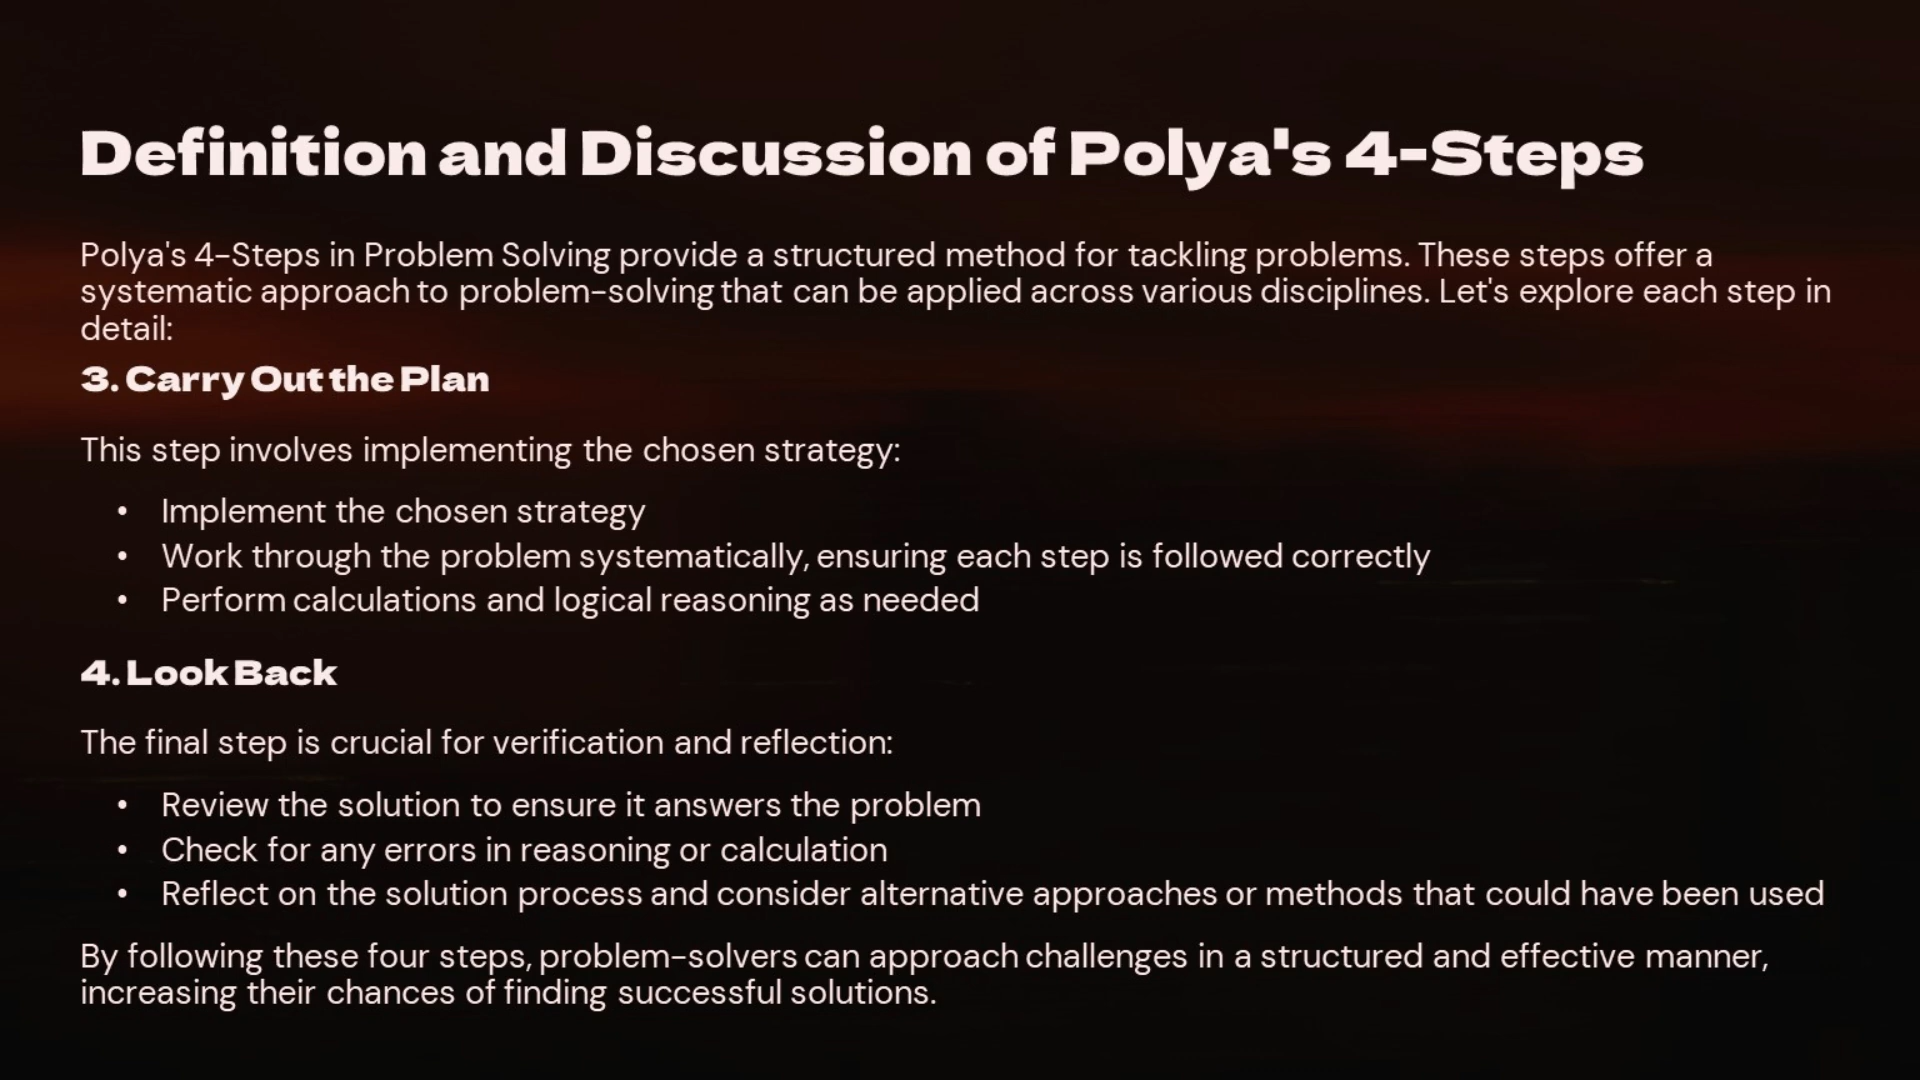 Definition and Discussion of Polya's 4-Steps
Polya's 4-Steps in Problem Solving provide a structured method for tackling problems. These steps offer a
systematic approach to problem-solving that can be applied across various disciplines. Let's explore each step in
detail:
3. Carry Out the Plan
This step involves implementing the chosen strategy:
• Implement the chosen strategy
• Work through the problem systematically, ensuring each step is followed correctly
• Perform calculations and logical reasoning as needed
4. Look Back
The final step is crucial for verification and reflection:
• Review the solution to ensure it answers the problem
• Check for any errors in reasoning or calculation
• Reflect on the solution process and consider alternative approaches or methods that could have been used
By following these four steps, problem-solvers can approach challenges in a structured and effective manner,
increasing their chances of finding successful solutions.